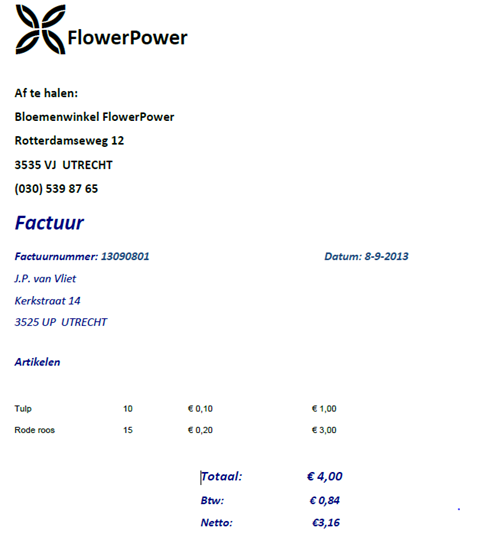 FlowerPower
Af te halen:
Bloemenwinkel FlowerPower
Rotterdamseweg 12
3535 VJ UTRECHT
(030) 539 87 65
Factuur
Factuurnummer: 13090801 Datum: 8-9-2013
J.P. van Vliet
Kerkstraat 14
3525 UP UTRECHT
Artikelen
Tulp 10 € 0,10 € 1,00
Rode roos 15 € 0,20 € 3,00
Totaal: € 4,00
Btw: € 0,84
Netto: €3,16